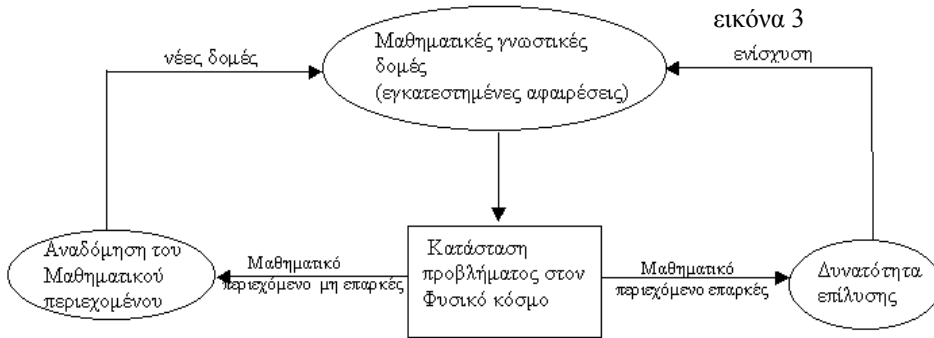 εικόνα 3
Μαθηματικές γνωστικές
δομές
(εγκατεστημένες αφαιρέσεις)
νέες δομές
ενίσχυση
Αναδόμηση του
Μαθηματικού
περιεχομένου
Μαθηματικό
περιεχόμενο μη επαρκές
Κατάσταση
προβλήματος στον
Φυσικό κόσμο
Μαθηματικό
περιεχόμενο επαρκές
Δυνατότητα
επίλυσης